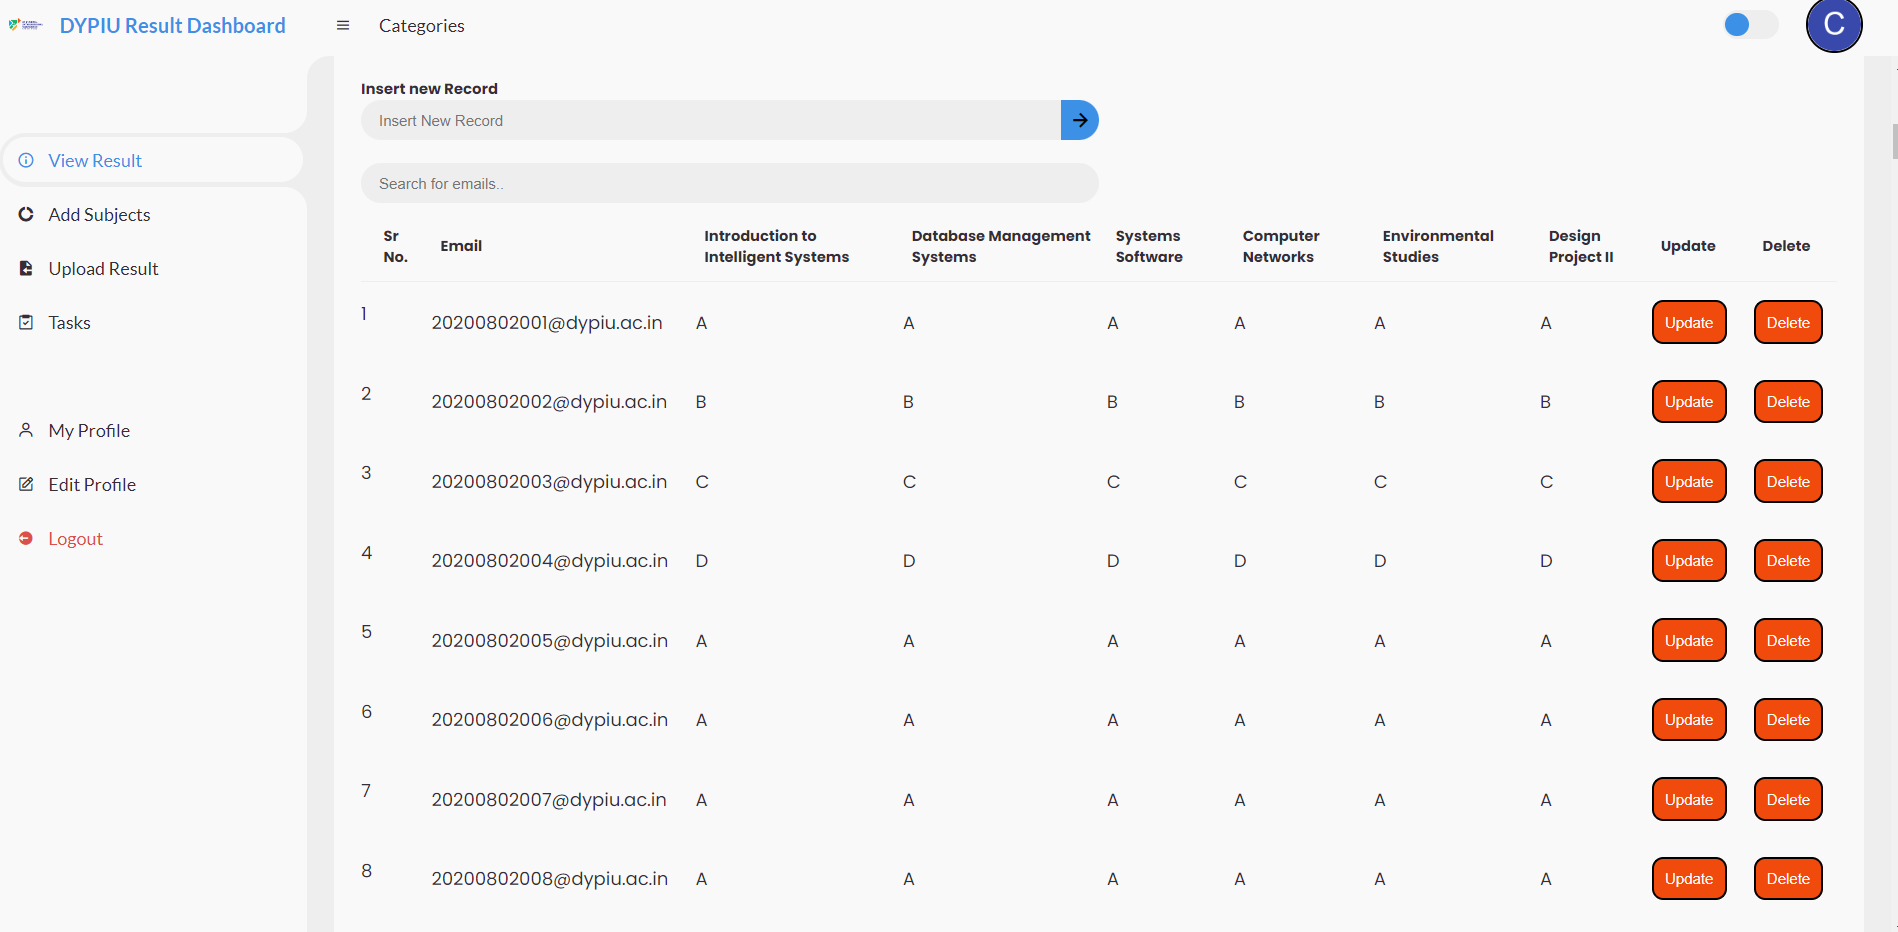 DYPIU Result Dashboard
Categories
C
View Result
Add Subjects
Upload Result
Tasks
My Profile
Edit Profile
Logout
Insert new Record
Insert New Record
Search for emails..
Sr No. Email Introduction to Intelligent Systems Database Management Systems Systems Software Computer Networks Environmental Studies Design Project II Update Delete
1 20200802001@dypiu.ac.in A A A A A A Update Delete
2 20200802002@dypiu.ac.in B B B B B B Update Delete
3 20200802003@dypiu.ac.in C C C C C C Update Delete
4 20200802004@dypiu.ac.in D D D D D D Update Delete
5 20200802005@dypiu.ac.in A A A A A A Update Delete
6 20200802006@dypiu.ac.in A A A A A A Update Delete
7 20200802007@dypiu.ac.in A A A A A A Update Delete
8 20200802008@dypiu.ac.in A A A A A A Update Delete